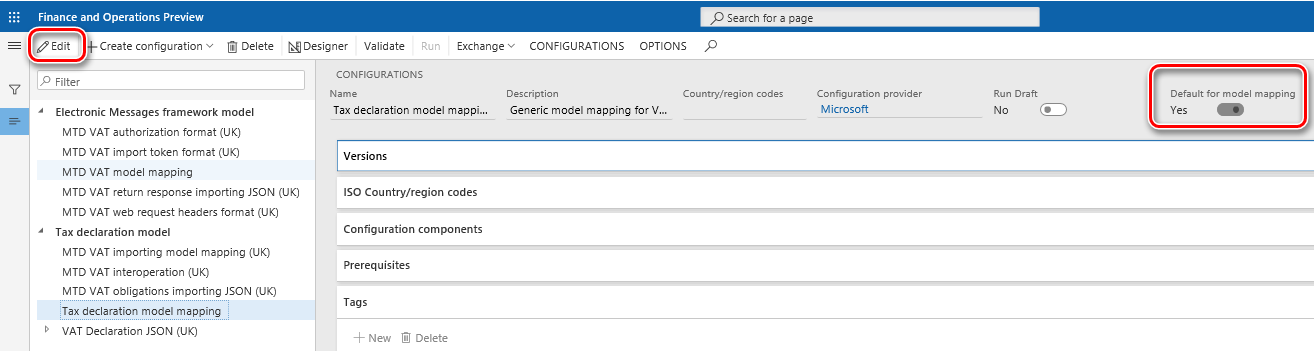 Finance and Operations Preview
Search for a page
Edit
Create configuration
Delete
Designer
Validate
Run
Exchange
CONFIGURATIONS
OPTIONS
Filter
Electronic Messages framework model
MTD VAT authorization format (UK)
MTD VAT import token format (UK)
MTD VAT model mapping
MTD VAT return response importing JSON (UK)
MTD VAT web request headers format (UK)
Tax declaration model
MTD VAT importing model mapping (UK)
MTD VAT interoperation (UK)
MTD VAT obligations importing JSON (UK)
Tax declaration model mapping
VAT Declaration JSON (UK)
CONFIGURATIONS
Name
Tax declaration model mappi...
Description
Generic model mapping for V...
Country/region codes
Configuration provider
Microsoft
Run Draft
No
Default for model mapping
Yes
Versions
ISO Country/region codes
Configuration components
Prerequisites
Tags
New
Delete